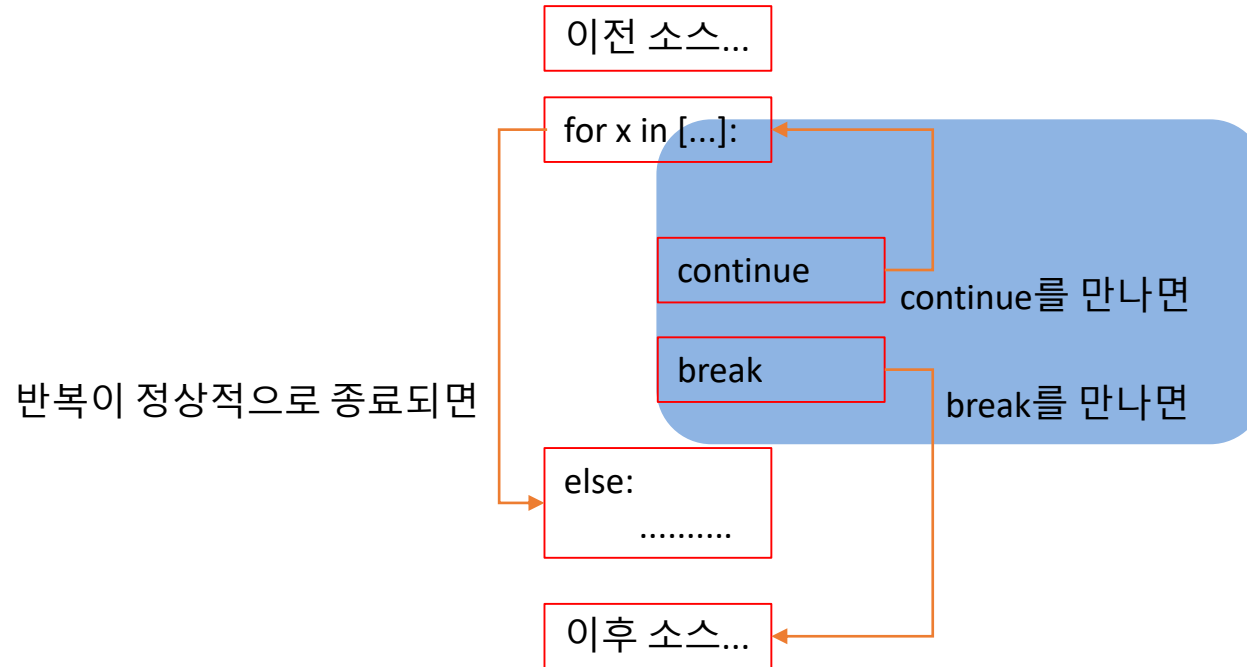 이전 소스...
for x in [...]:
continue
continue를 만나면
break
반복이 정상적으로 종료되면
break를 만나면
else:
..........
이후 소스...